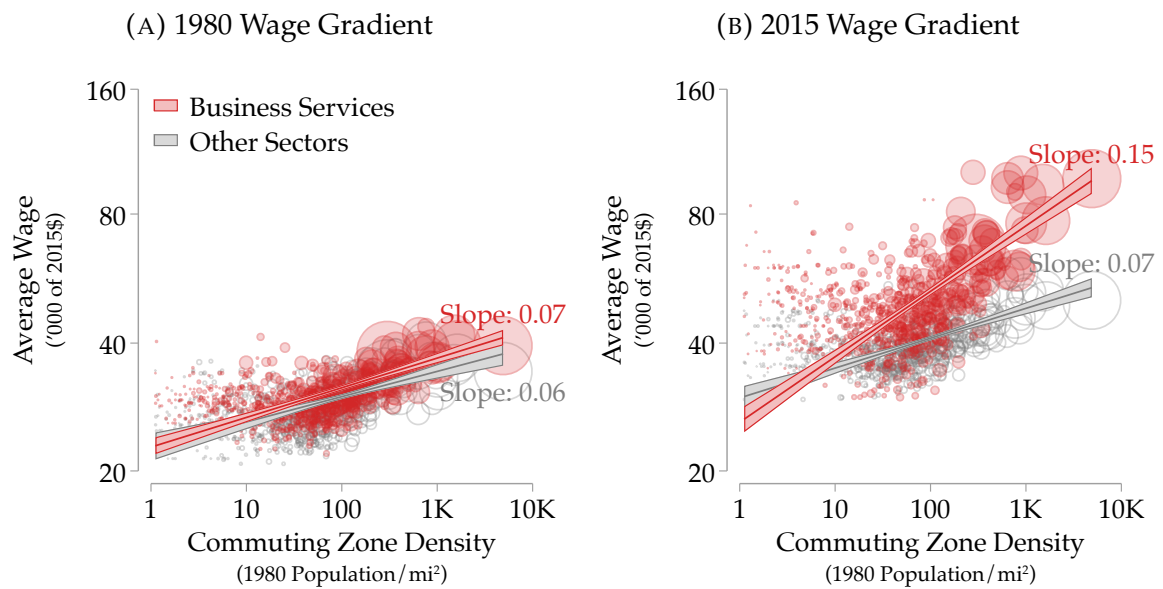 (A) 1980 Wage Gradient
160
80
40
20
Average Wage
('000 of 2015$)
Business Services
Other Sectors
Slope: 0.07
Slope: 0.06
1 10 100 1K 10K
Commuting Zone Density
(1980 Population/mi²)
(B) 2015 Wage Gradient
160
80
40
20
Average Wage
('000 of 2015$)
Slope: 0.15
Slope: 0.07
1 10 100 1K 10K
Commuting Zone Density
(1980 Population/mi²)